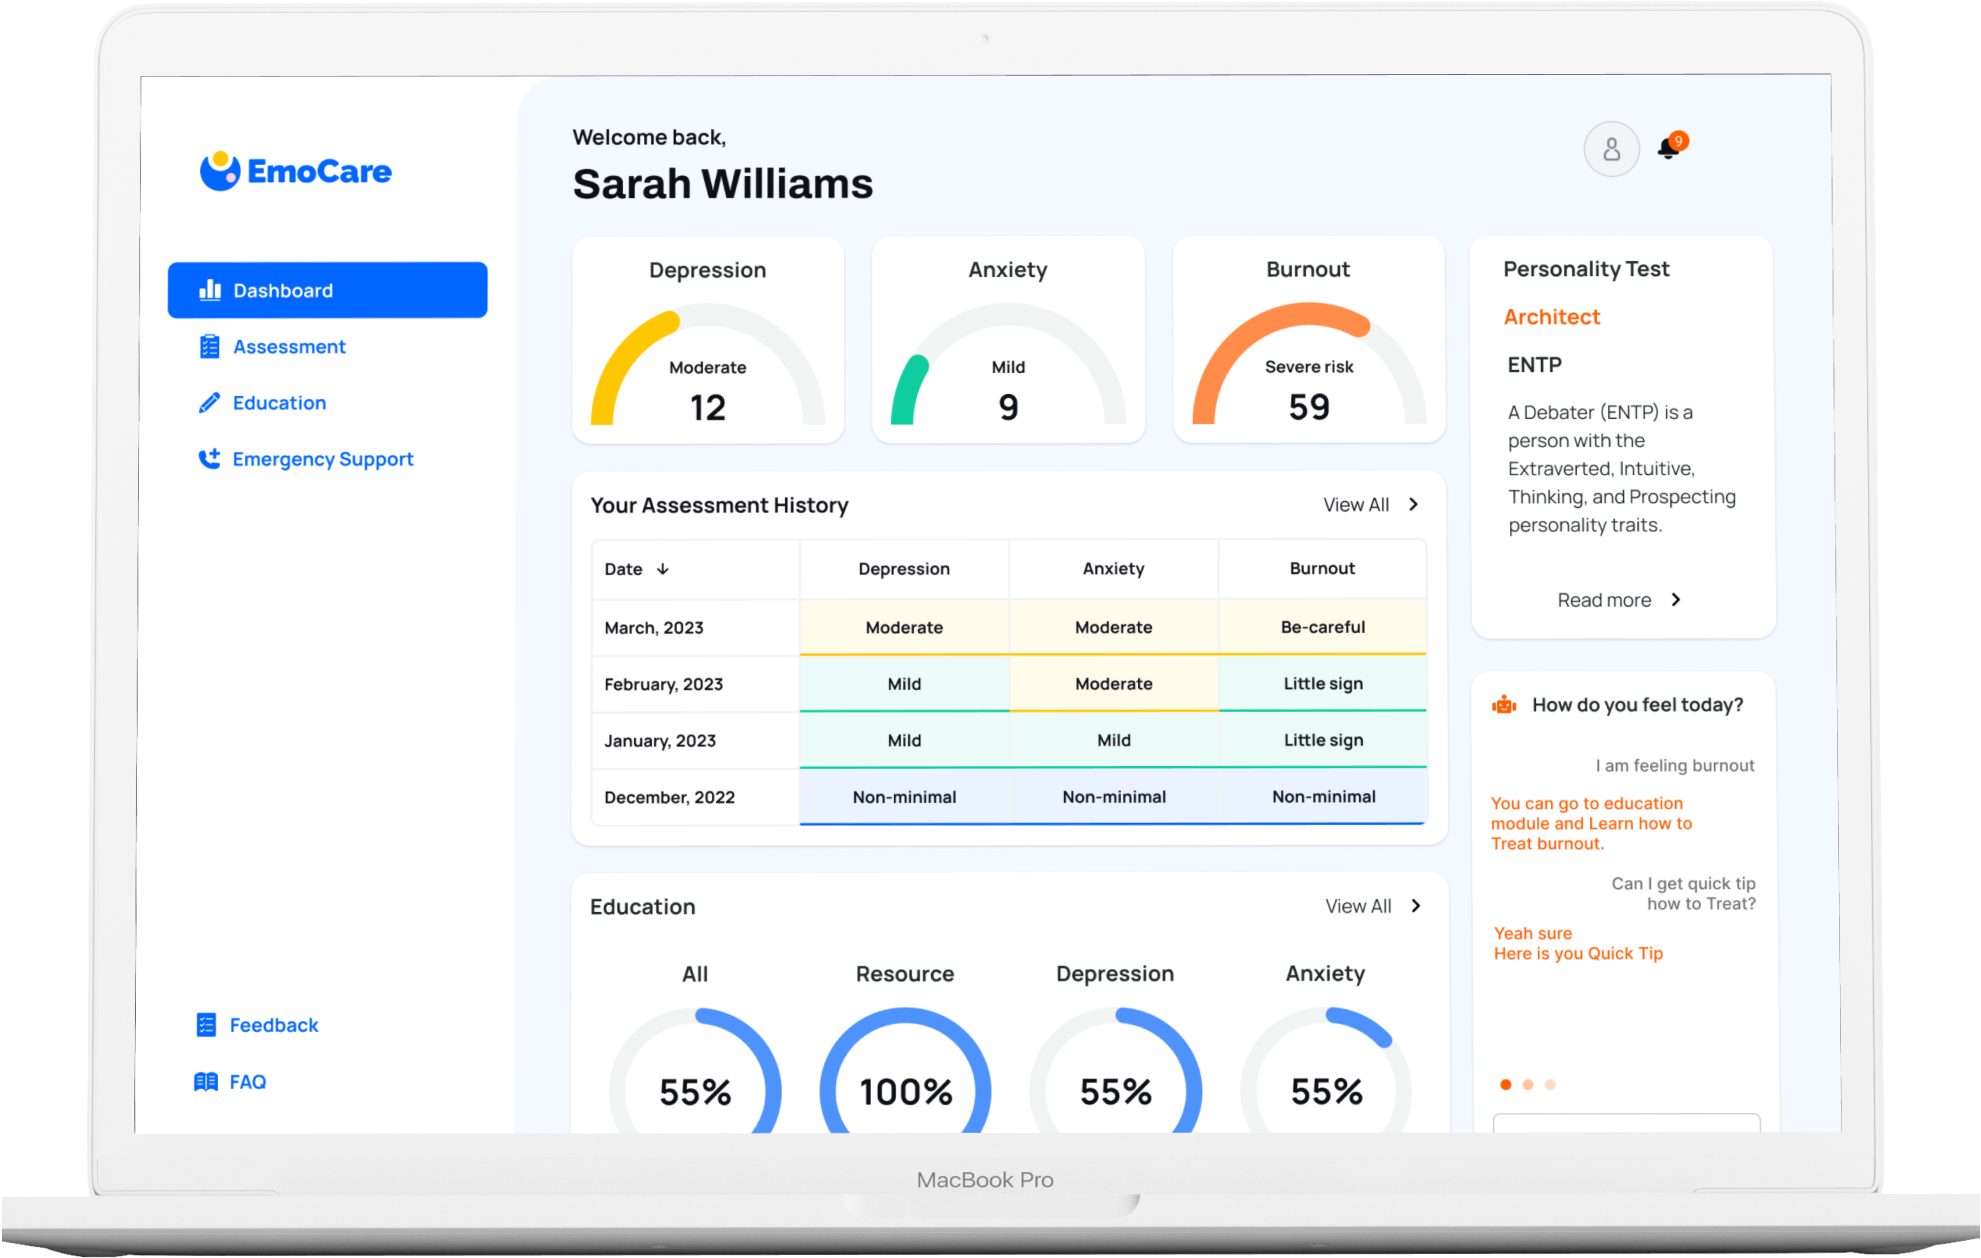 EmoCare
Dashboard
Assessment
Education
Emergency Support
Feedback
FAQ
Welcome back,
Sarah Williams
9
Depression
Moderate
12
Anxiety
Mild
9
Burnout
Severe risk
59
Your Assessment History
View All
Date Depression Anxiety Burnout
March, 2023 Moderate Moderate Be-careful
February, 2023 Mild Moderate Little sign
January, 2023 Mild Mild Little sign
December, 2022 Non-minimal Non-minimal Non-minimal
Education
View All
All Resource Depression Anxiety
55% 100% 55% 55%
Personality Test
Architect
ENTP
A Debater (ENTP) is a
person with the
Extraverted, Intuitive,
Thinking, and Prospecting
personality traits.
Read more
How do you feel today?
I am feeling burnout
You can go to education
module and Learn how to
Treat burnout.
Can I get quick tip
how to Treat?
Yeah sure
Here is you Quick Tip
MacBook Pro